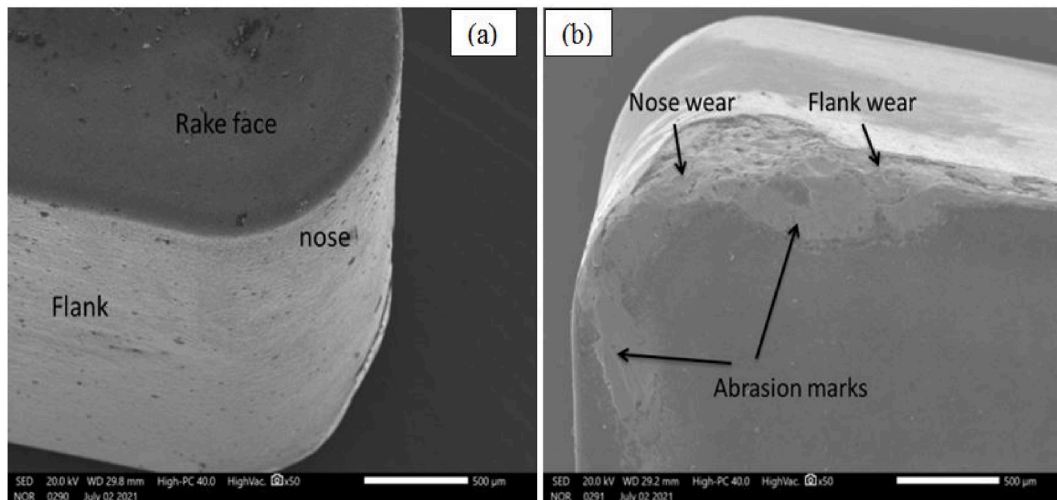 (a)
Rake face
nose
Flank
SED 20.0 kV WD 29.8 mm High-PC 40.0 HighVac. x50 500 µm
NOR 0290 July 02 2021
(b)
Nose wear Flank wear
Abrasion marks
SED 20.0 kV WD 29.2 mm High-PC 40.0 HighVac. x50 500 µm
NOR 0291 July 02 2021